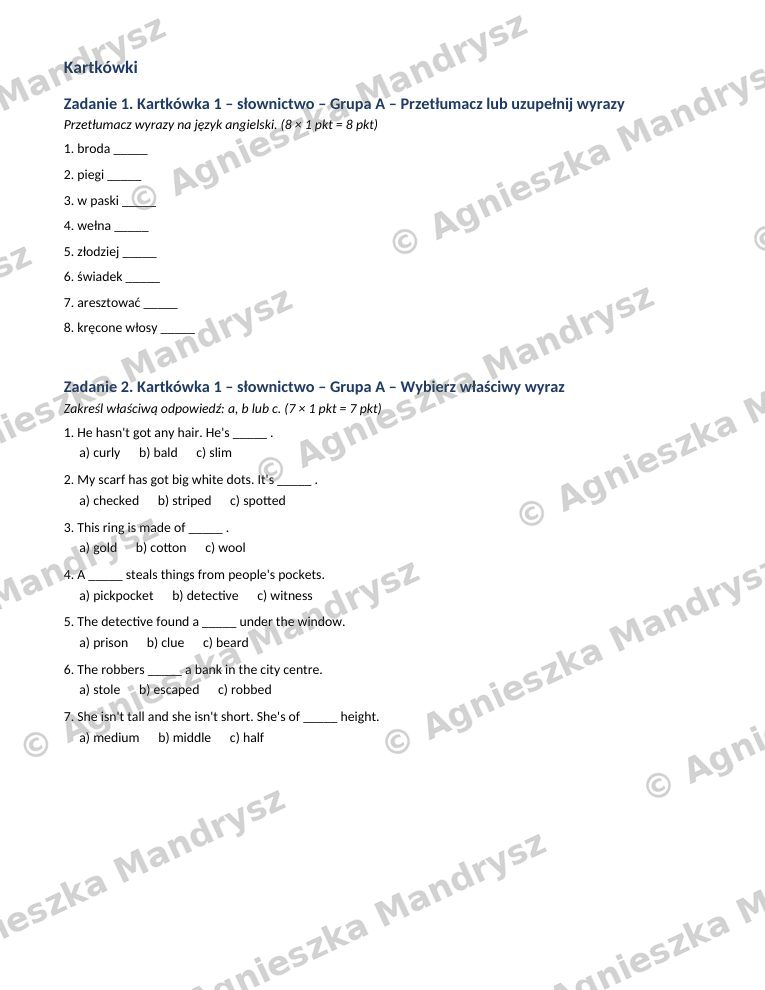 Kartkówki
Zadanie 1. Kartkówka 1 – słownictwo – Grupa A – Przetłumacz lub uzupełnij wyrazy
Przetłumacz wyrazy na język angielski. (8 × 1 pkt = 8 pkt)
1. broda _____
2. piegi _____
3. w paski _____
4. wełna _____
5. złodziej _____
6. świadek _____
7. aresztować _____
8. kręcone włosy _____
Zadanie 2. Kartkówka 1 – słownictwo – Grupa A – Wybierz właściwy wyraz
Zakreśl właściwą odpowiedź: a, b lub c. (7 × 1 pkt = 7 pkt)
1. He hasn't got any hair. He's _____ .
a) curly b) bald c) slim
2. My scarf has got big white dots. It's _____ .
a) checked b) striped c) spotted
3. This ring is made of _____ .
a) gold b) cotton c) wool
4. A _____ steals things from people's pockets.
a) pickpocket b) detective c) witness
5. The detective found a _____ under the window.
a) prison b) clue c) beard
6. The robbers _____ a bank in the city centre.
a) stole b) escaped c) robbed
7. She isn't tall and she isn't short. She's of _____ height.
a) medium b) middle c) half
© Agnieszka Mandrysz